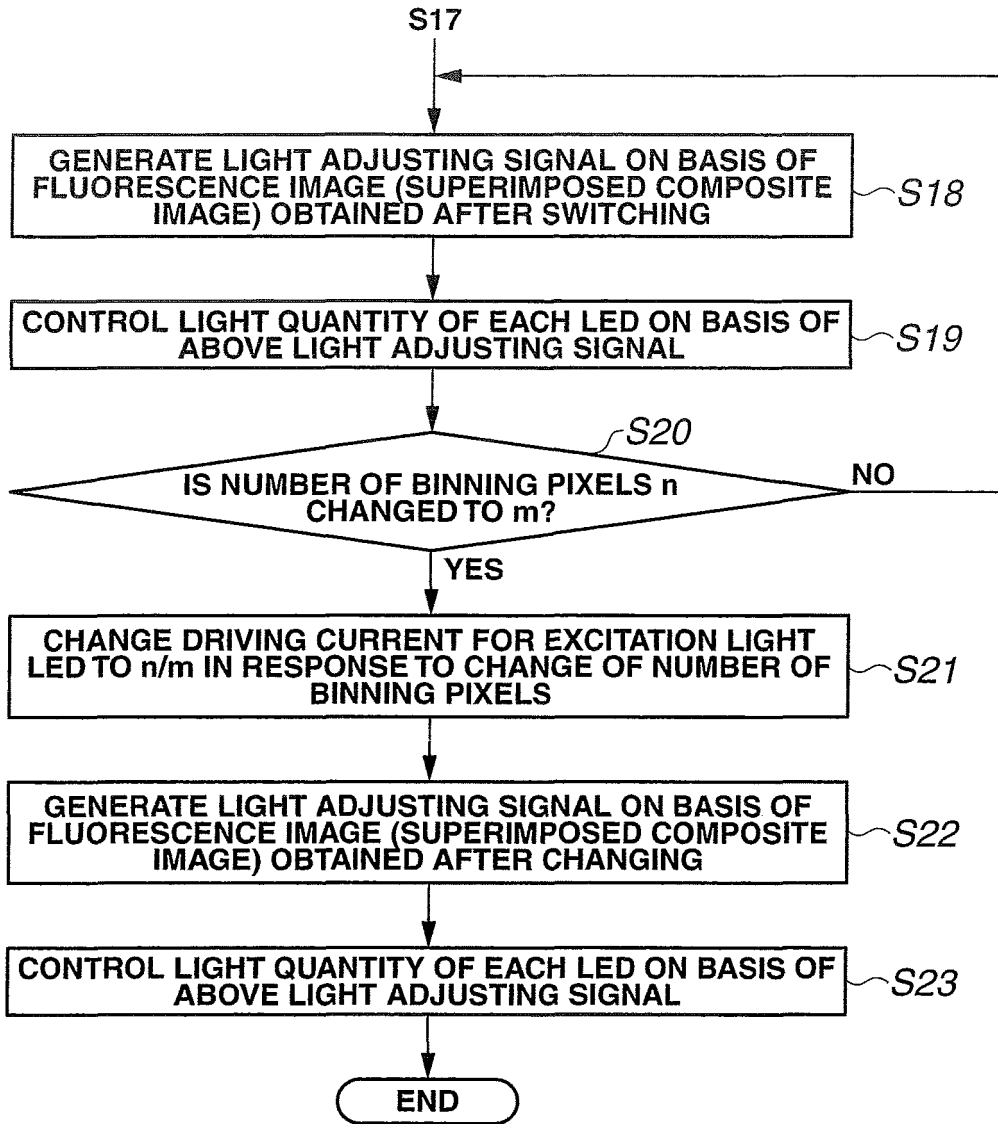 S17
GENERATE LIGHT ADJUSTING SIGNAL ON BASIS OF
FLUORESCENCE IMAGE (SUPERIMPOSED COMPOSITE
IMAGE) OBTAINED AFTER SWITCHING
S18
CONTROL LIGHT QUANTITY OF EACH LED ON BASIS OF
ABOVE LIGHT ADJUSTING SIGNAL
S19
S20
IS NUMBER OF BINNING PIXELS n
CHANGED TO m?
NO
YES
CHANGE DRIVING CURRENT FOR EXCITATION LIGHT
LED TO n/m IN RESPONSE TO CHANGE OF NUMBER OF
BINNING PIXELS
S21
GENERATE LIGHT ADJUSTING SIGNAL ON BASIS OF
FLUORESCENCE IMAGE (SUPERIMPOSED COMPOSITE
IMAGE) OBTAINED AFTER CHANGING
S22
CONTROL LIGHT QUANTITY OF EACH LED ON BASIS OF
ABOVE LIGHT ADJUSTING SIGNAL
S23
END